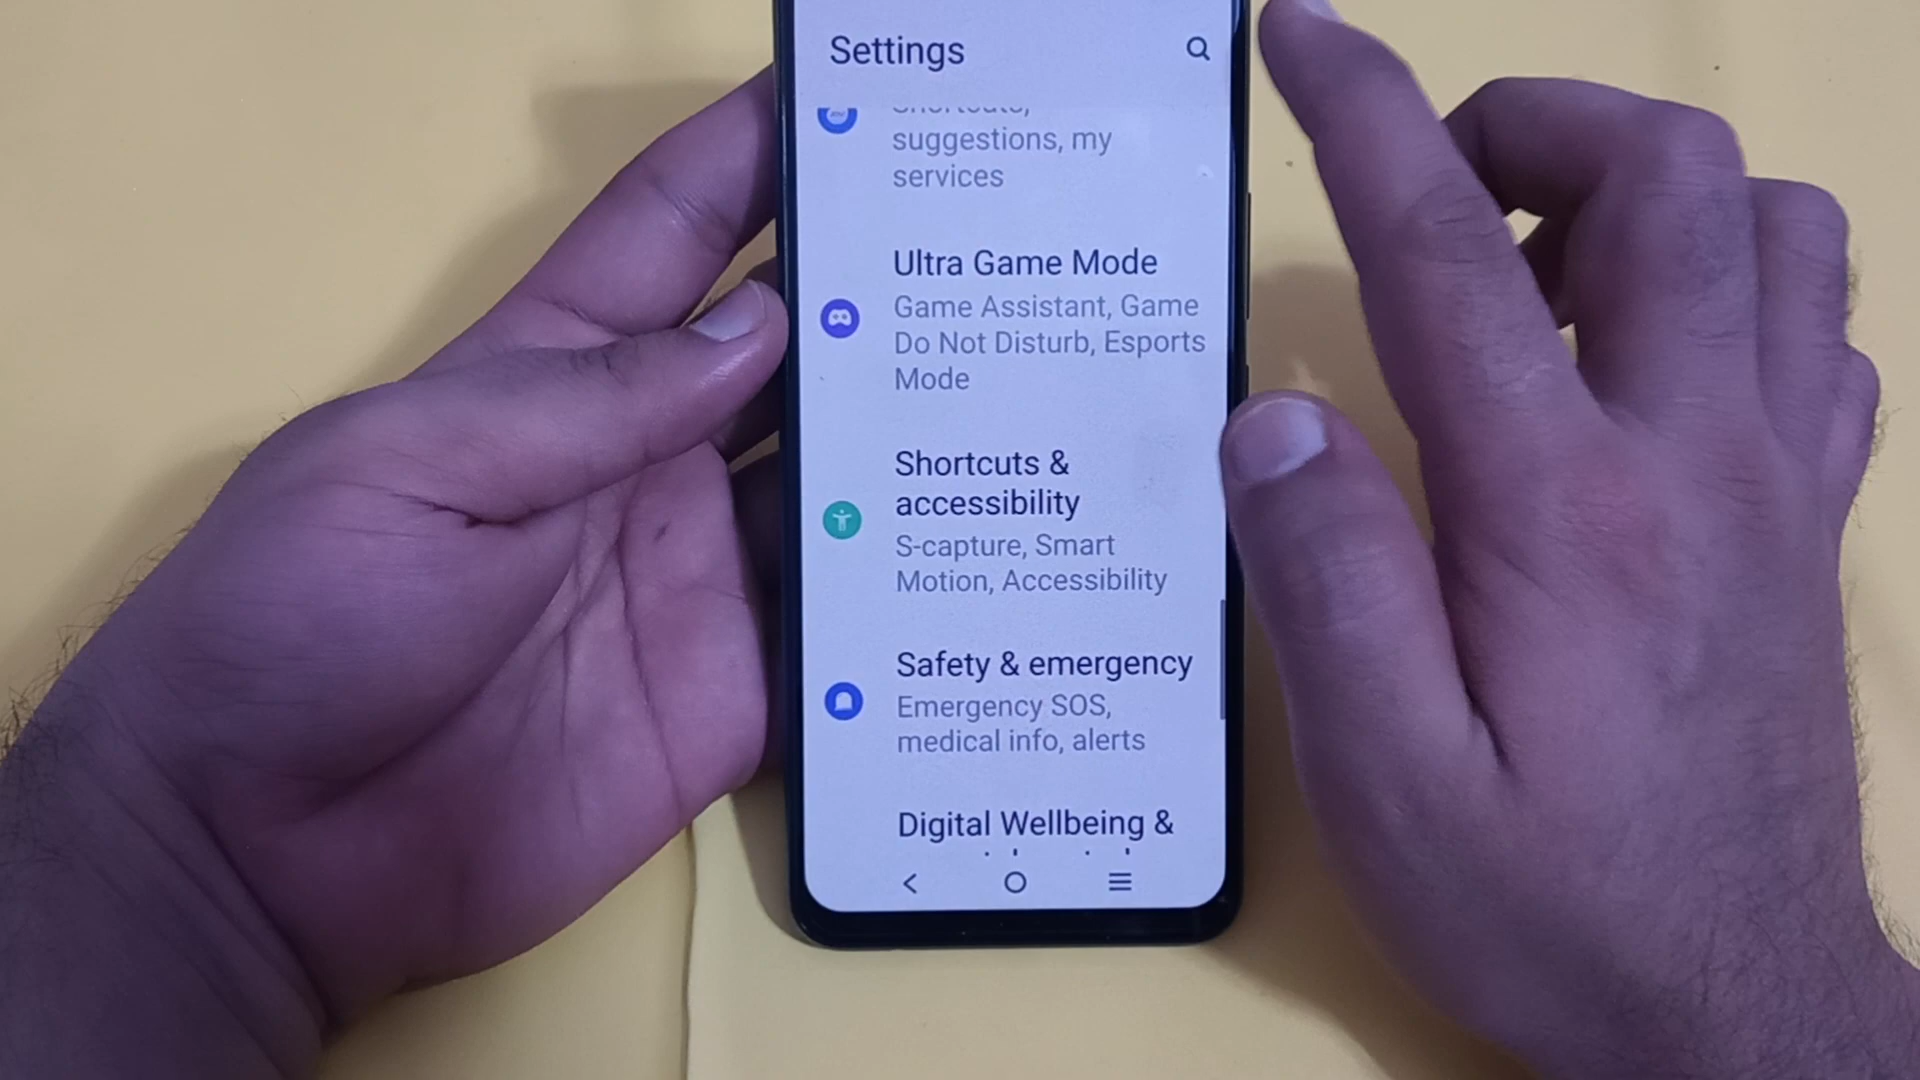 Settings
suggestions, my
services
Ultra Game Mode
Game Assistant, Game
Do Not Disturb, Esports
Mode
Shortcuts &
accessibility
S-capture, Smart
Motion, Accessibility
Safety & emergency
Emergency SOS,
medical info, alerts
Digital Wellbeing &